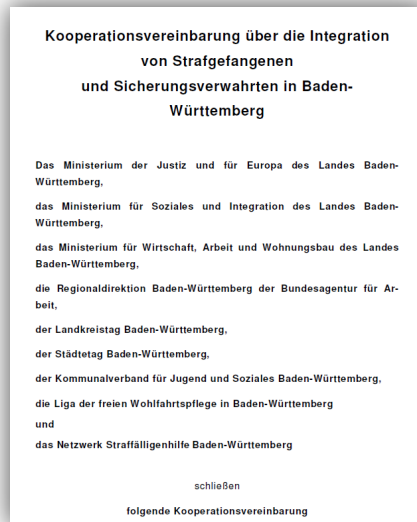 Kooperationsvereinbarung über die Integration
von Strafgefangenen
und Sicherungsverwahrten in Baden-
Württemberg
Das Ministerium der Justiz und für Europa des Landes Baden-
Württemberg,
das Ministerium für Soziales und Integration des Landes Baden-
Württemberg,
das Ministerium für Wirtschaft, Arbeit und Wohnungsbau des Landes
Baden-Württemberg,
die Regionaldirektion Baden-Württemberg der Bundesagentur für Ar-
beit,
der Landkreistag Baden-Württemberg,
der Städtetag Baden-Württemberg,
der Kommunalverband für Jugend und Soziales Baden-Württemberg,
die Liga der freien Wohlfahrtspflege in Baden-Württemberg
und
das Netzwerk Straffälligenhilfe Baden-Württemberg
schließen
folgende Kooperationsvereinbarung